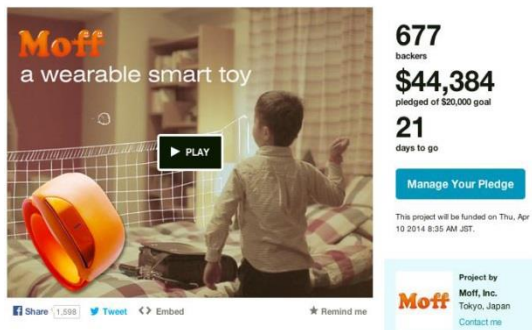 Moff
a wearable smart toy
PLAY
677
backers
$44,384
pledged of $20,000 goal
21
days to go
Manage Your Pledge
This project will be funded on Thu, Apr
10 2014 8:35 AM JST.
Share 1,598 Tweet Embed Remind me
Moff
Project by
Moff, Inc.
Tokyo, Japan
Contact me